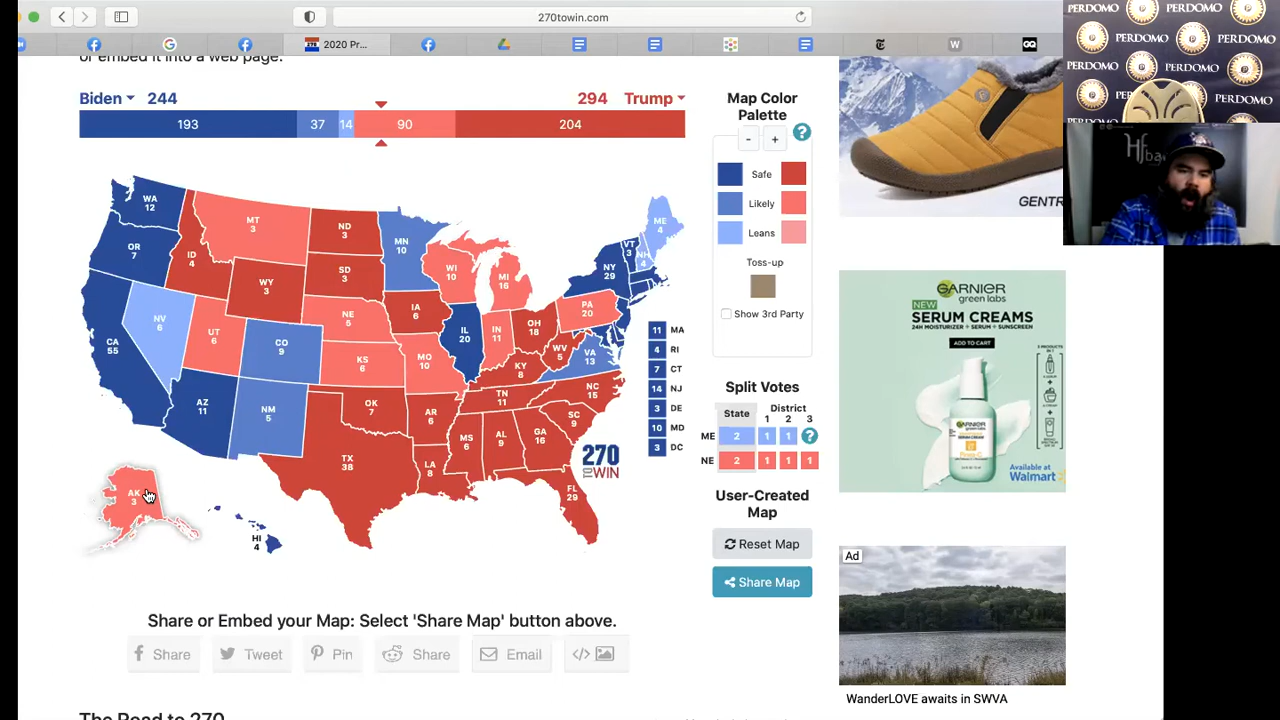 270towin.com
270 2020 Pr...
W
GQ
or embed it into a web page.
Biden 244
294 Trump
193 37 14 90 204
Map Color
Palette
- + ?
Safe
Likely
Leans
Toss-up
Show 3rd Party
WA
12
OR
7
CA
55
NV
6
ID
4
MT
3
WY
3
UT
6
CO
9
AZ
11
NM
5
ND
3
SD
3
NE
5
KS
6
OK
7
TX
38
MN
10
IA
6
MO
10
AR
6
LA
8
WI
10
IL
20
MI
16
IN
11
OH
18
KY
8
TN
11
MS
6
AL
9
GA
16
FL
29
SC
9
NC
15
VA
13
WV
5
PA
20
NY
29
VT
3
NH
4
ME
4
AK
3
HI
4
11 MA
4 RI
7 CT
14 NJ
3 DE
10 MD
3 DC
270
TO
WIN
Split Votes
State District
1 2 3
ME 2 1 1 ?
NE 2 1 1 1
User-Created
Map
Reset Map
Share Map
Share or Embed your Map: Select 'Share Map' button above.
Share Tweet Pin Share Email </>
The Road to 270
GENTR
GARNIER
green labs
NEW
SERUM CREAMS
24H MOISTURIZER + SERUM + SUNSCREEN
ADD TO CART
Available at
Walmart
Ad
WanderLOVE awaits in SWVA
PERDOMO PERDOMO
PERDOMO
PERDOMO PERDOMO
Hf